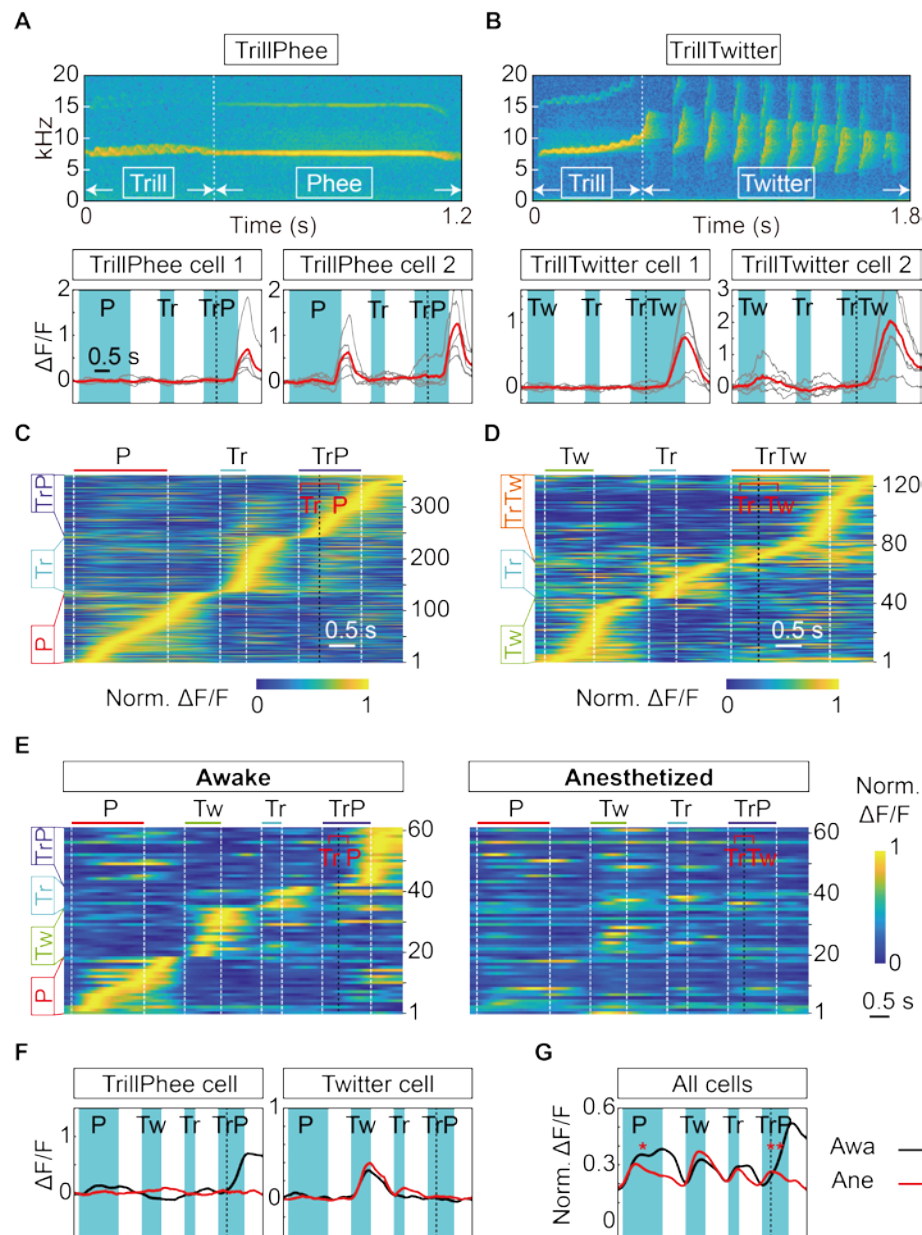 A
B
TrillPhee
TrillTwitter
20
15
10
5
0
kHz
Trill
Phee
0
Time (s)
1.2
20
15
10
5
0
Trill
Twitter
0
Time (s)
1.8
TrillPhee cell 1
TrillPhee cell 2
TrillTwitter cell 1
TrillTwitter cell 2
2
1
0
ΔF/F
P
Tr
TrP
0.5 s
2
1
0
P
Tr
TrP
1
0
Tw
Tr
TrTw
3
2
1
0
Tw
Tr
TrTw
C
D
P
Tr
TrP
TrP
Tr
P
Tr P
0.5 s
300
200
100
1
Norm. ΔF/F
0
1
Tw
Tr
TrTw
TrTw
Tr
Tw
Tr Tw
0.5 s
120
80
40
1
Norm. ΔF/F
0
1
E
Awake
Anesthetized
P
Tw
Tr
TrP
TrP
Tr
Tw
P
Tr P
60
40
20
1
P
Tw
Tr
TrP
TrTw
60
40
20
1
Norm.
ΔF/F
1
0
0.5 s
F
G
TrillPhee cell
Twitter cell
All cells
1
0
ΔF/F
P
Tw
Tr
TrP
1
0
P
Tw
Tr
TrP
0.6
0.3
0
Norm. ΔF/F
P
Tw
Tr
TrP
Awa
Ane